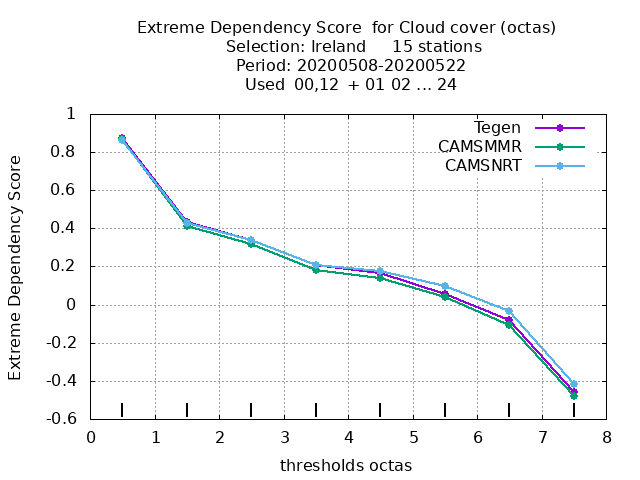 Extreme Dependency Score  for Cloud cover (octas)
Selection: Ireland     15 stations
Period: 20200508-20200522
Used  00,12  + 01 02 ... 24
Tegen
CAMSMMR
CAMSNRT
Extreme Dependency Score
1
0.8
0.6
0.4
0.2
0
-0.2
-0.4
-0.6
0 1 2 3 4 5 6 7 8
thresholds octas